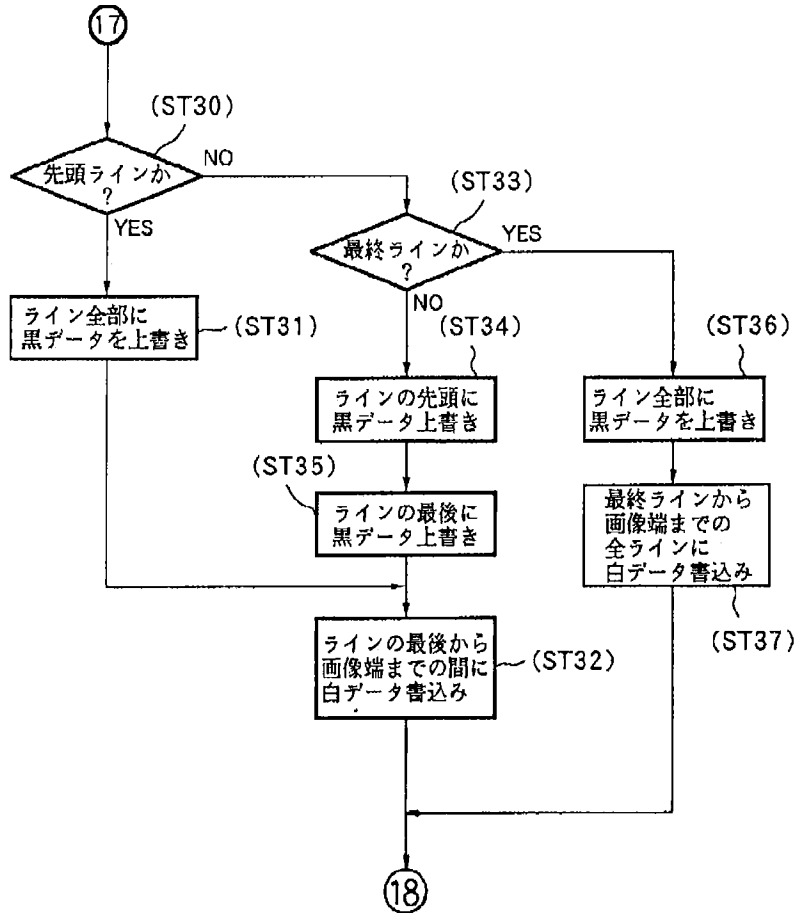 17
(ST30)
先頭ラインか
?
NO
YES
(ST33)
最終ラインか
?
YES
NO
ライン全部に
黒データを上書き
(ST31)
(ST34)
ラインの先頭に
黒データ上書き
(ST36)
ライン全部に
黒データを上書き
(ST35)
ラインの最後に
黒データ上書き
最終ラインから
画像端までの
全ラインに
白データ書込み
(ST37)
ラインの最後から
画像端までの間に
白データ書込み
(ST32)
18